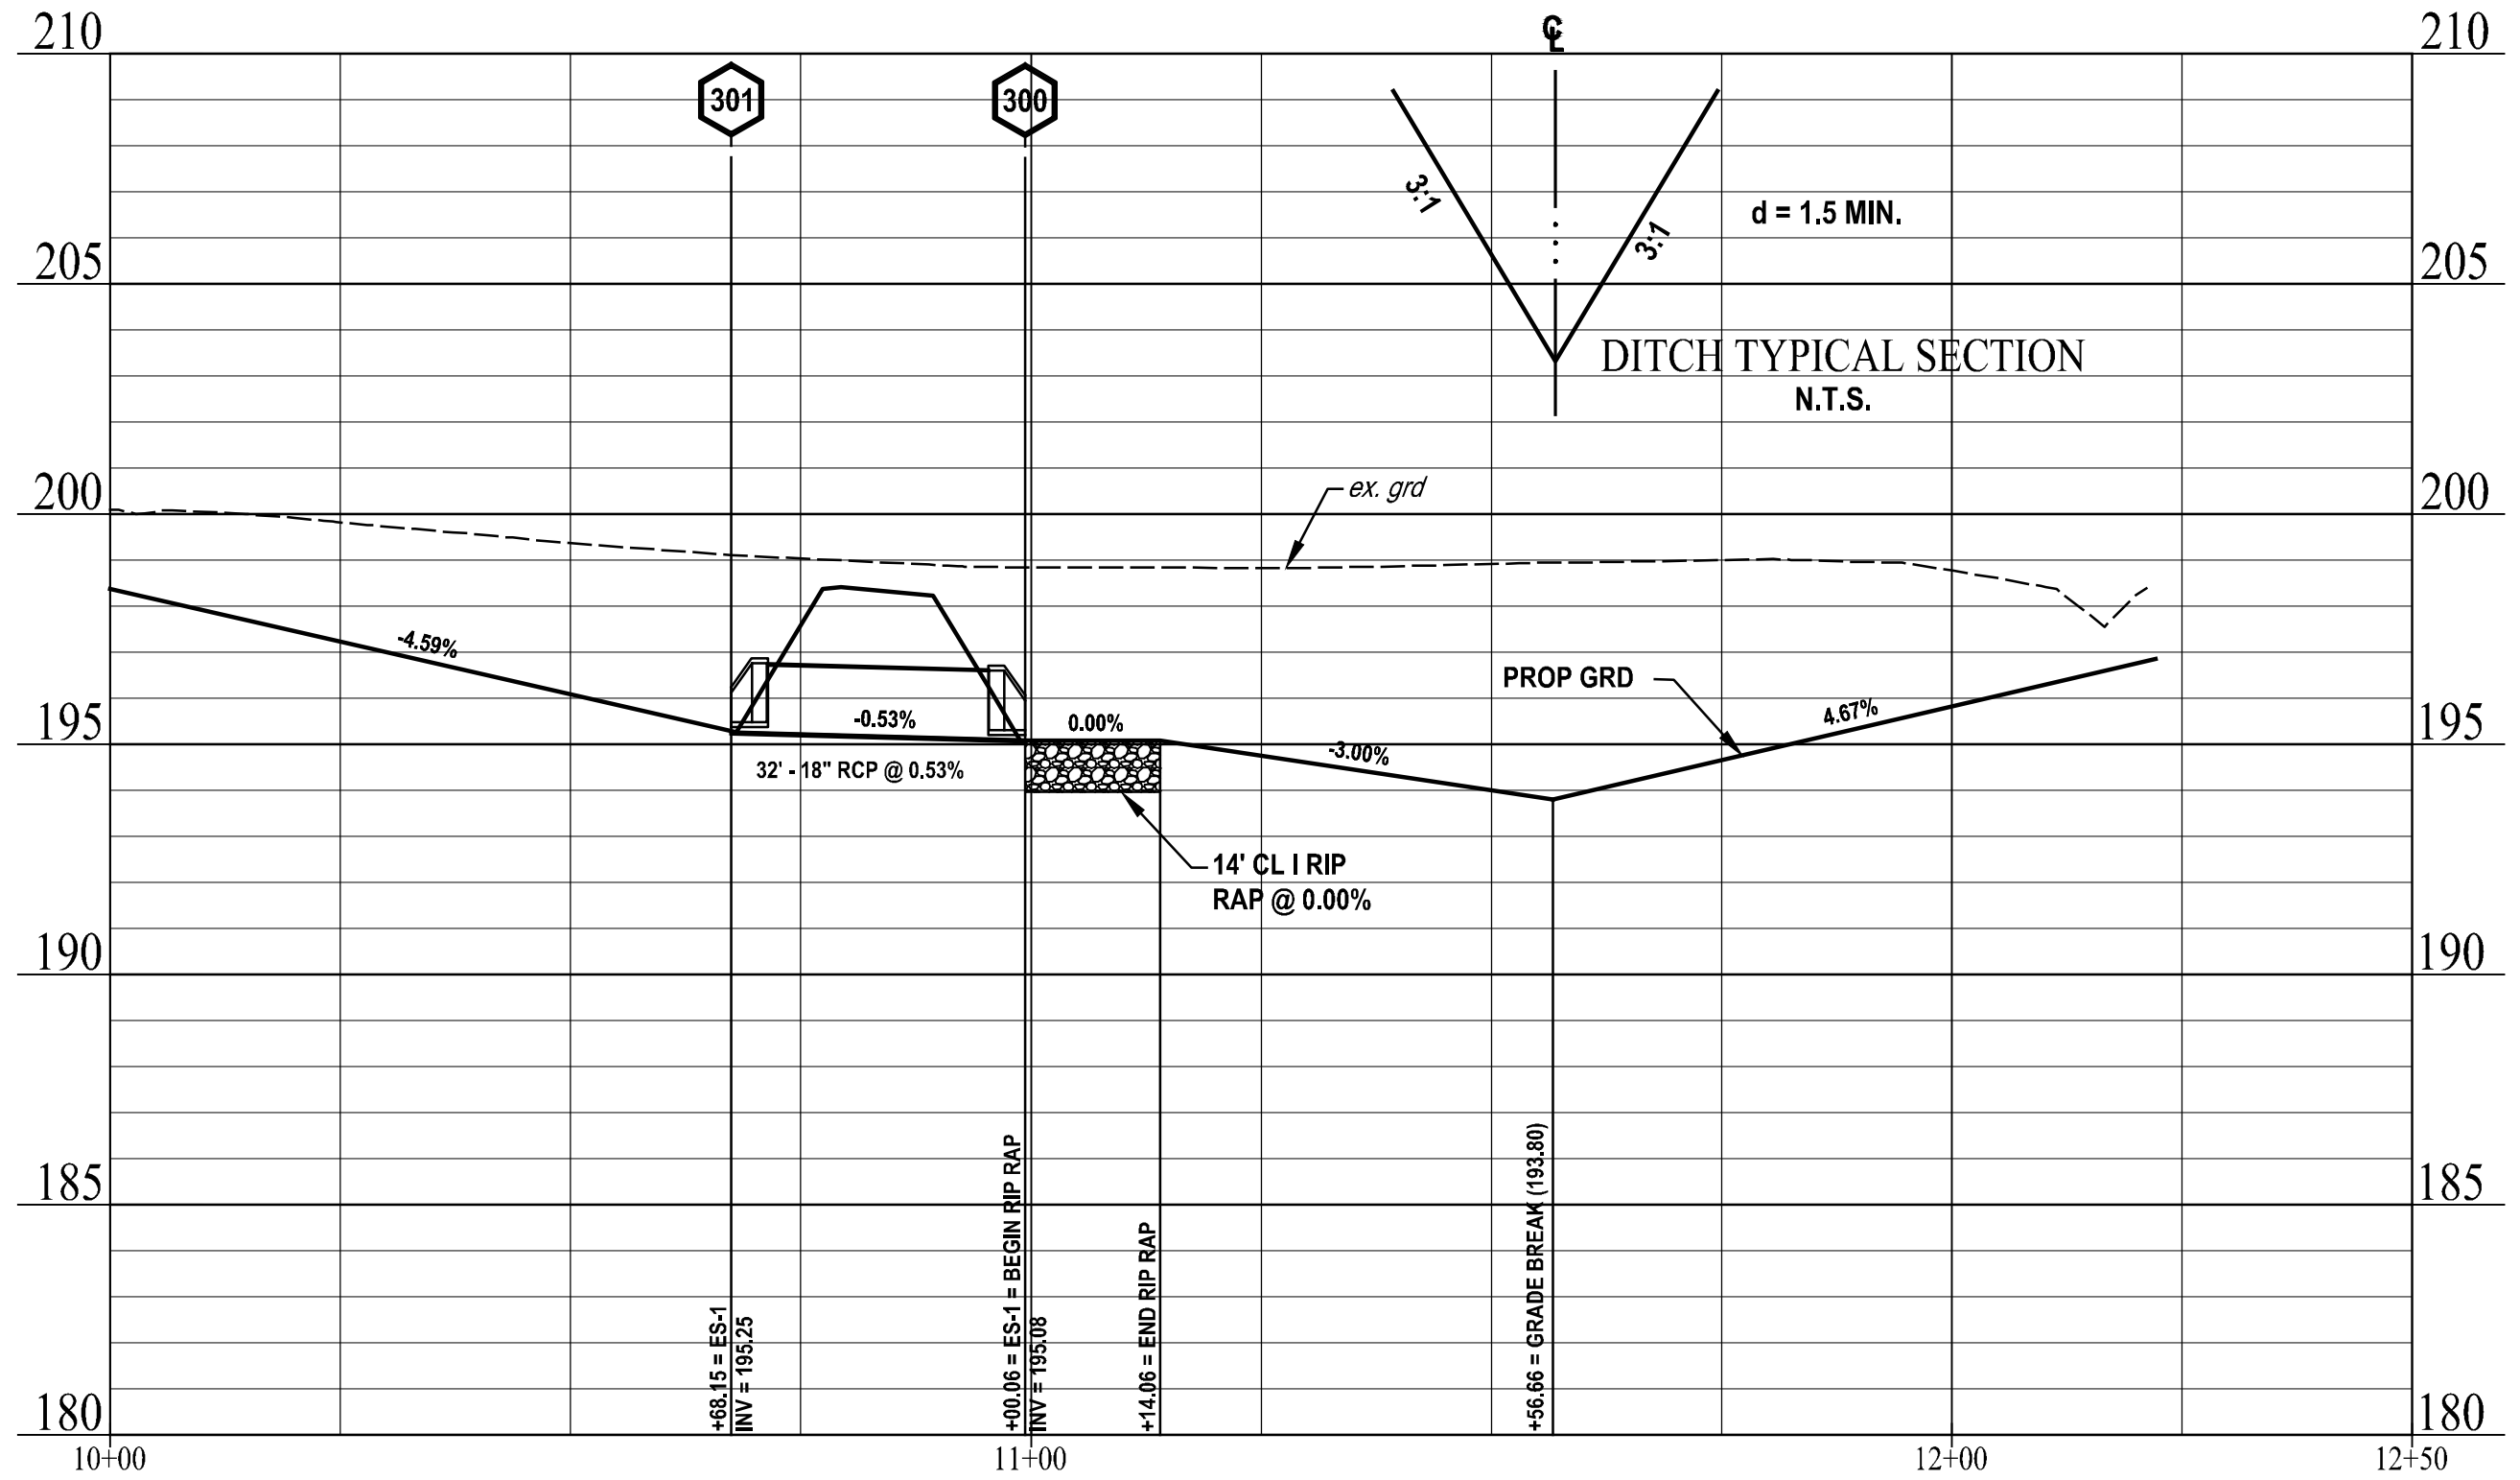 210
210
℄
301
300
3:1
3:1
d = 1.5 MIN.
205
205
DITCH TYPICAL SECTION
N.T.S.
200
200
ex. grd
-4.59%
PROP GRD
195
195
-0.53%
0.00%
-3.00%
4.67%
32' - 18" RCP @ 0.53%
14' CL I RIP
RAP @ 0.00%
190
190
185
185
+68.15 = ES-1
INV = 195.25
+00.06 = ES-1 = BEGIN RIP RAP
INV = 195.08
+14.06 = END RIP RAP
+56.66 = GRADE BREAK (193.80)
180
180
10+00
11+00
12+00
12+50